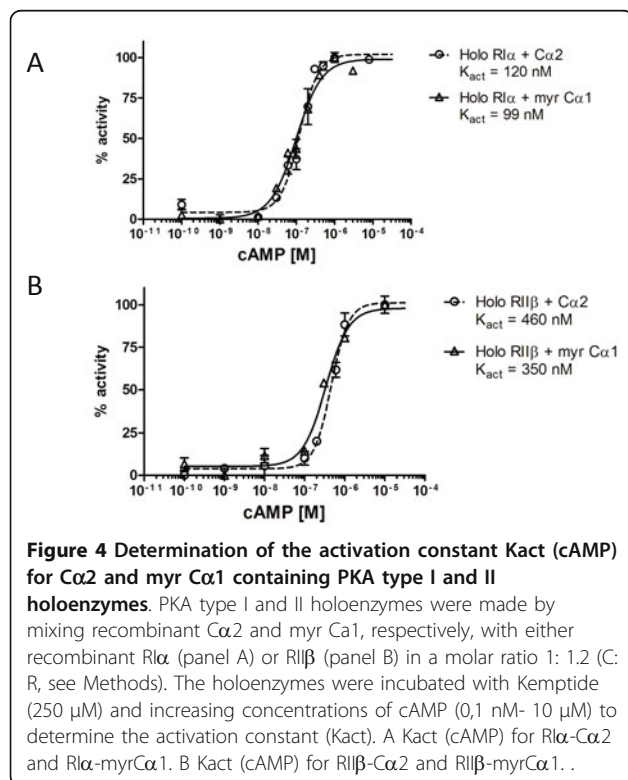 A
% activity
100
75
50
25
0
10⁻¹¹ 10⁻¹⁰ 10⁻⁹ 10⁻⁸ 10⁻⁷ 10⁻⁶ 10⁻⁵ 10⁻⁴
cAMP [M]
Holo RIα + Cα2
Kact = 120 nM
Holo RIα + myr Cα1
Kact = 99 nM
B
% activity
100
75
50
25
0
10⁻¹¹ 10⁻¹⁰ 10⁻⁹ 10⁻⁸ 10⁻⁷ 10⁻⁶ 10⁻⁵ 10⁻⁴
cAMP [M]
Holo RIIβ + Cα2
Kact = 460 nM
Holo RIIβ + myr Cα1
Kact = 350 nM
Figure 4 Determination of the activation constant Kact (cAMP)
for Cα2 and myr Cα1 containing PKA type I and II
holoenzymes. PKA type I and II holoenzymes were made by
mixing recombinant Cα2 and myr Ca1, respectively, with either
recombinant RIα (panel A) or RIIβ (panel B) in a molar ratio 1: 1.2 (C:
R, see Methods). The holoenzymes were incubated with Kemptide
(250 μM) and increasing concentrations of cAMP (0,1 nM- 10 μM) to
determine the activation constant (Kact). A Kact (cAMP) for RIα-Cα2
and RIα-myrCα1. B Kact (cAMP) for RIIβ-Cα2 and RIIβ-myrCα1. .